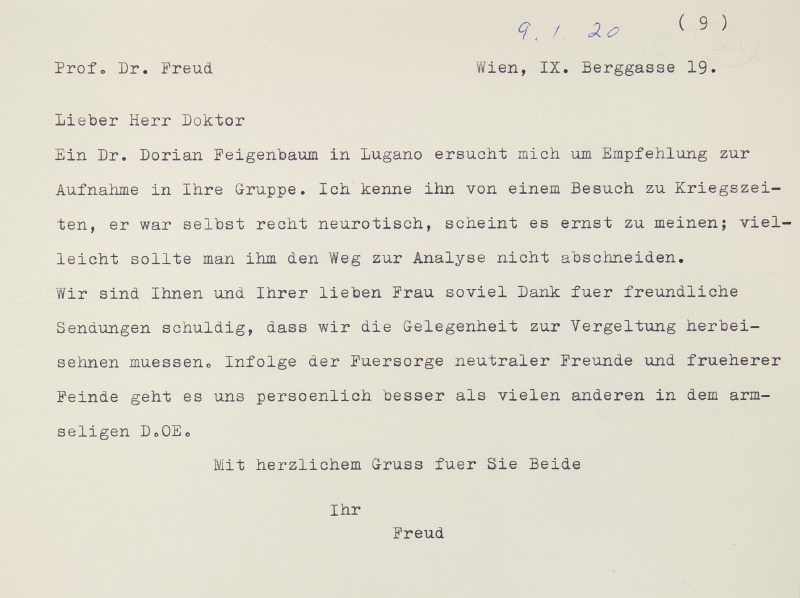 9. 1. 20 (9)
Prof. Dr. Freud Wien, IX. Berggasse 19.
Lieber Herr Doktor
Ein Dr. Dorian Feigenbaum in Lugano ersucht mich um Empfehlung zur
Aufnahme in Ihre Gruppe. Ich kenne ihn von einem Besuch zu Kriegszei-
ten, er war selbst recht neurotisch, scheint es ernst zu meinen; viel-
leicht sollte man ihm den Weg zur Analyse nicht abschneiden.
Wir sind Ihnen und Ihrer lieben Frau soviel Dank fuer freundliche
Sendungen schuldig, dass wir die Gelegenheit zur Vergeltung herbei-
sehnen muessen. Infolge der Fuersorge neutraler Freunde und frueherer
Feinde geht es uns persoenlich besser als vielen anderen in dem arm-
seligen D.OE.
Mit herzlichem Gruss fuer Sie Beide
Ihr
Freud